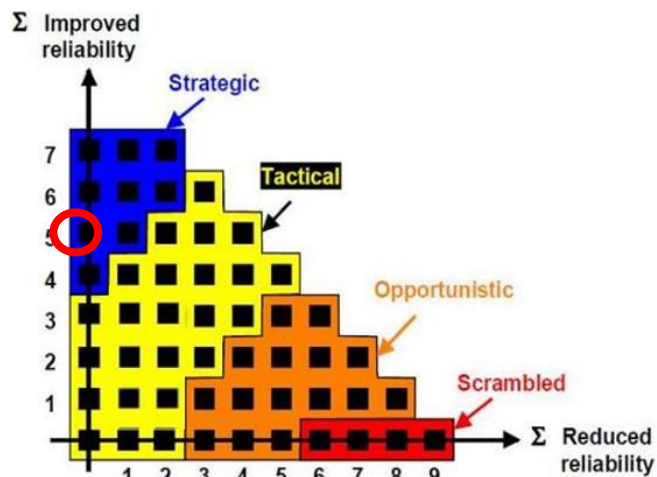 Σ Improved
reliability
Strategic
7
Tactical
6
5
4
Opportunistic
3
2
Scrambled
1
Σ Reduced
reliability
1 2 3 4 5 6 7 8 9